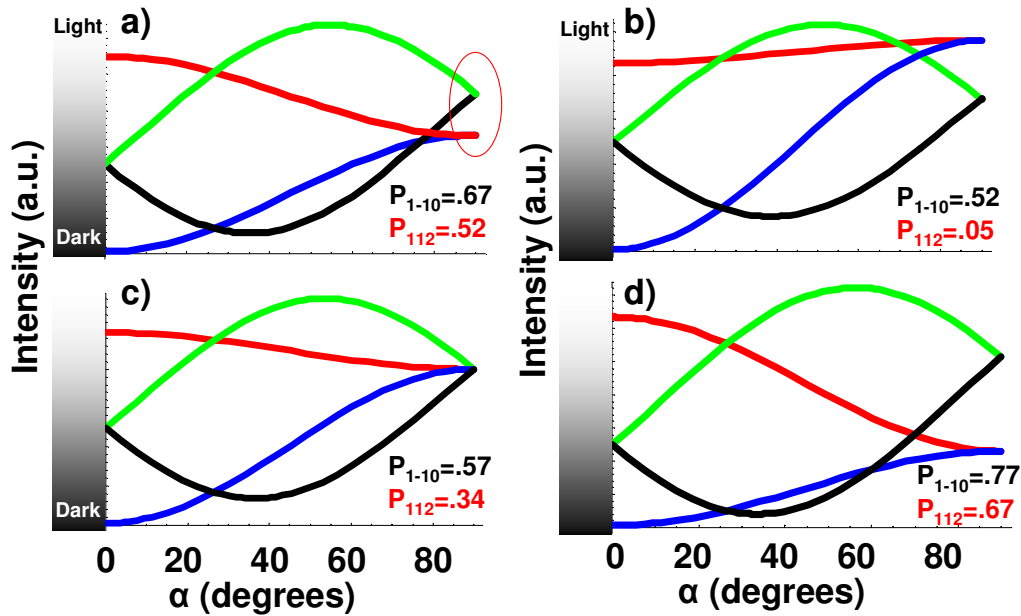 a)
Light
Dark
P1-10=.67
P112=.52
Intensity (a.u.)
b)
Light
Dark
P1-10=.52
P112=.05
Intensity (a.u.)
c)
Dark
P1-10=.57
P112=.34
0 20 40 60 80
α (degrees)
d)
P1-10=.77
P112=.67
0 20 40 60 80
α (degrees)